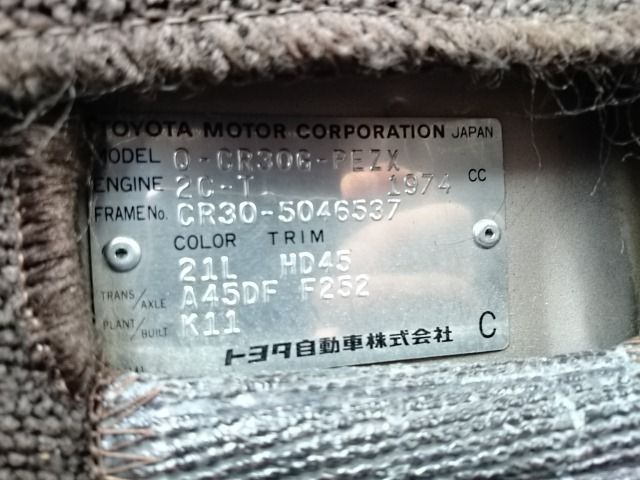 TOYOTA MOTOR CORPORATION JAPAN
MODEL Q-CR30G-PEZX
ENGINE 2C-T 1974 CC
FRAME No. CR30-5046537
COLOR TRIM
21L HD45
TRANS/AXLE A45DF F252
PLANT/BUILT K11
トヨタ自動車株式会社 C